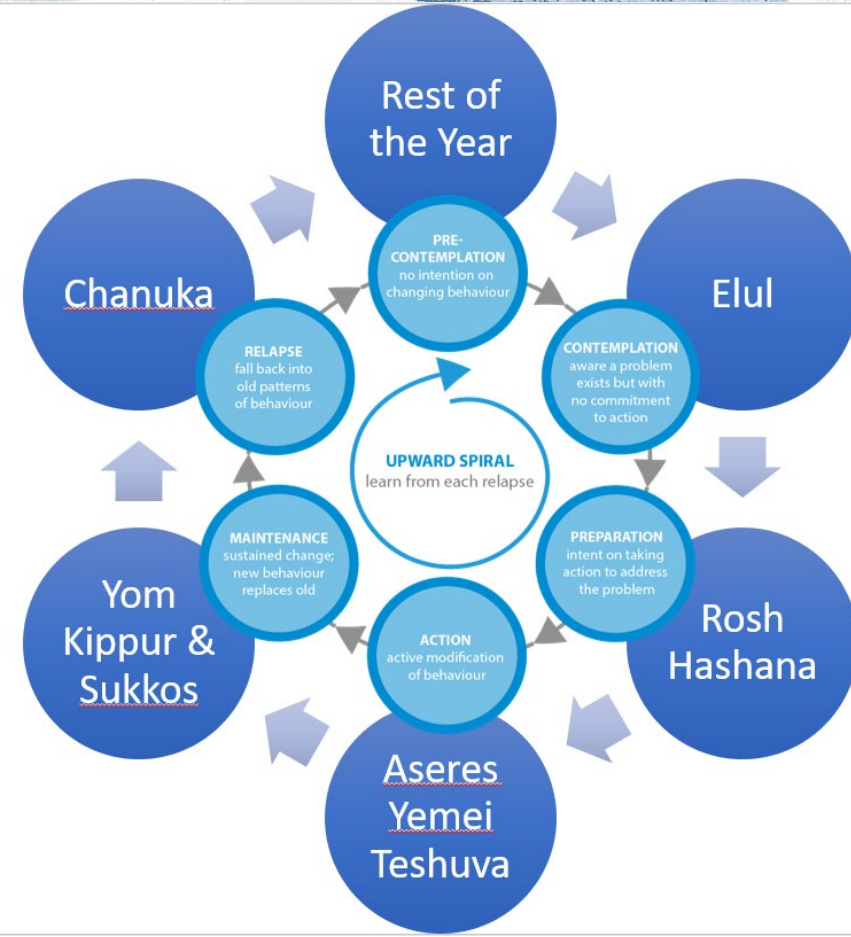 Rest of
the Year
Elul
Rosh
Hashana
Aseres
Yemei
Teshuva
Yom
Kippur &
Sukkos
Chanuka
PRE-
CONTEMPLATION
no intention on
changing behaviour
CONTEMPLATION
aware a problem
exists but with
no commitment
to action
PREPARATION
intent on taking
action to address
the problem
ACTION
active modification
of behaviour
MAINTENANCE
sustained change;
new behaviour
replaces old
RELAPSE
fall back into
old patterns
of behaviour
UPWARD SPIRAL
learn from each relapse